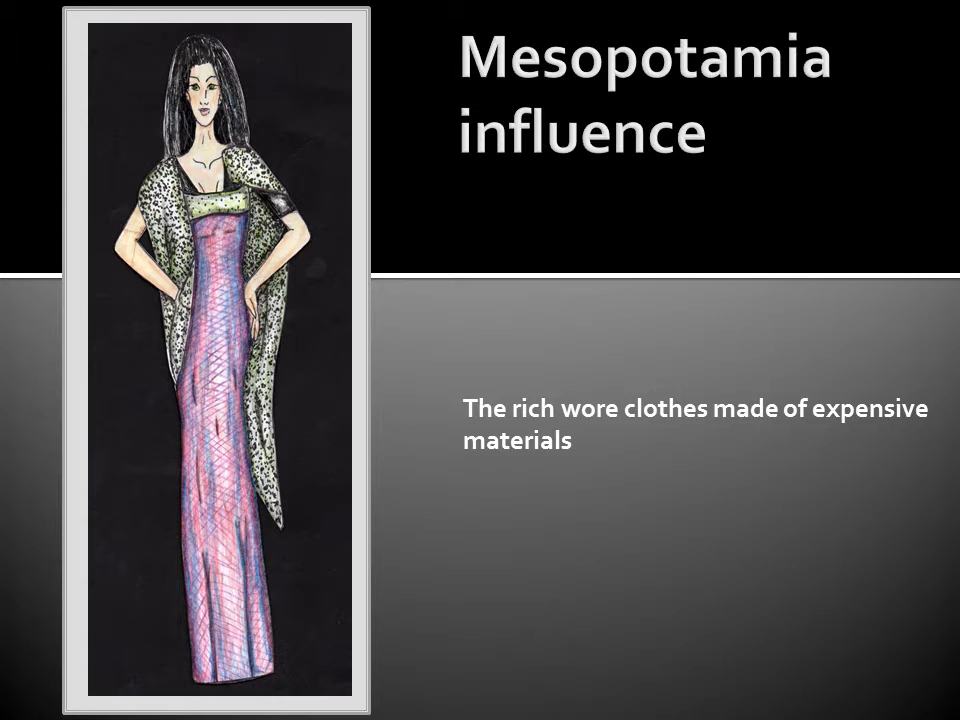 Mesopotamia
influence
The rich wore clothes made of expensive
materials